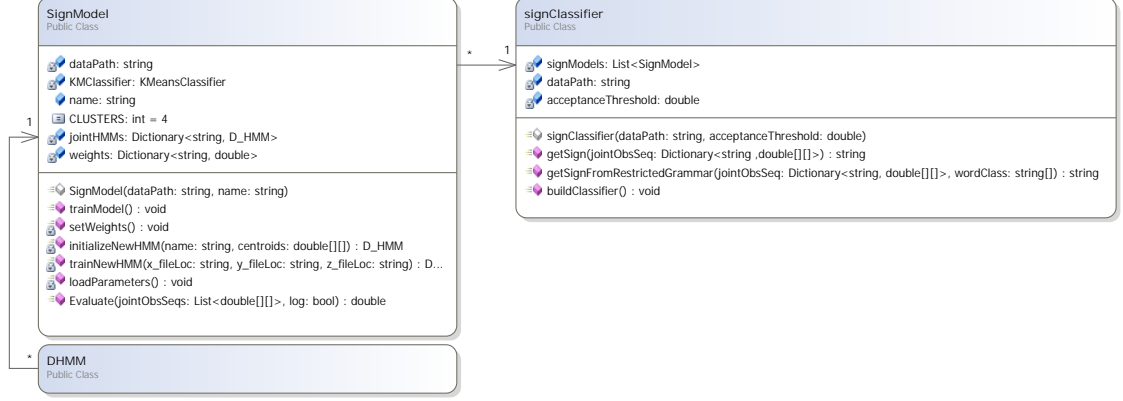 SignModel
Public Class
dataPath: string
KMClassifier: KMeansClassifier
name: string
CLUSTERS: int = 4
jointHMMs: Dictionary<string, D_HMM>
weights: Dictionary<string, double>
SignModel(dataPath: string, name: string)
trainModel() : void
setWeights() : void
initializeNewHMM(name: string, centroids: double[][]) : D_HMM
trainNewHMM(x_fileLoc: string, y_fileLoc: string, z_fileLoc: string) : D...
loadParameters() : void
Evaluate(jointObsSeqs: List<double[][]>, log: bool) : double
* 1
signClassifier
Public Class
signModels: List<SignModel>
dataPath: string
acceptanceThreshold: double
signClassifier(dataPath: string, acceptanceThreshold: double)
getSign(jointObsSeq: Dictionary<string ,double[][]>) : string
getSignFromRestrictedGrammar(jointObsSeq: Dictionary<string, double[][]>, wordClass: string[]) : string
buildClassifier() : void
1
*
DHMM
Public Class